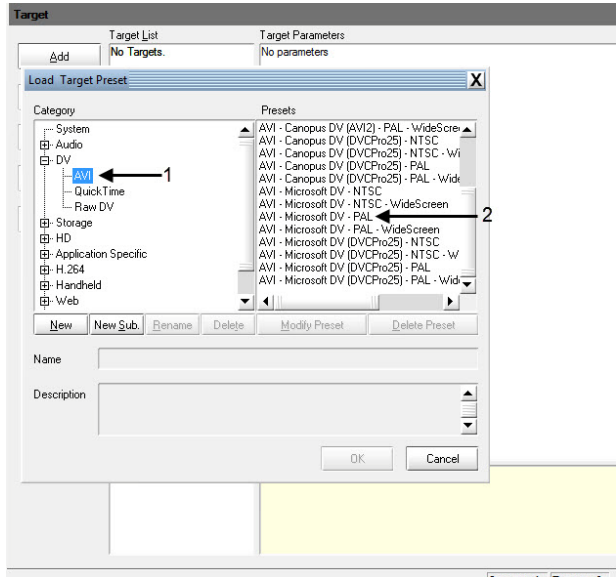 Target
Target List
Target Parameters
Add
No Targets.
No parameters
Load Target Preset
X
Category
Presets
System
Audio
DV
AVI
1
QuickTime
Raw DV
Storage
HD
Application Specific
H.264
Handheld
Web
AVI - Canopus DV (AVI2) - PAL - WideScree
AVI - Canopus DV (DVCPro25) - NTSC
AVI - Canopus DV (DVCPro25) - NTSC - Wi
AVI - Canopus DV (DVCPro25) - PAL
AVI - Canopus DV (DVCPro25) - PAL - Wide
AVI - Microsoft DV - NTSC
AVI - Microsoft DV - NTSC - WideScreen
AVI - Microsoft DV - PAL
2
AVI - Microsoft DV - PAL - WideScreen
AVI - Microsoft DV (DVCPro25) - NTSC
AVI - Microsoft DV (DVCPro25) - NTSC - W
AVI - Microsoft DV (DVCPro25) - PAL
AVI - Microsoft DV (DVCPro25) - PAL - Wid
New
New Sub.
Rename
Delete
Modify Preset
Delete Preset
Name
Description
OK
Cancel